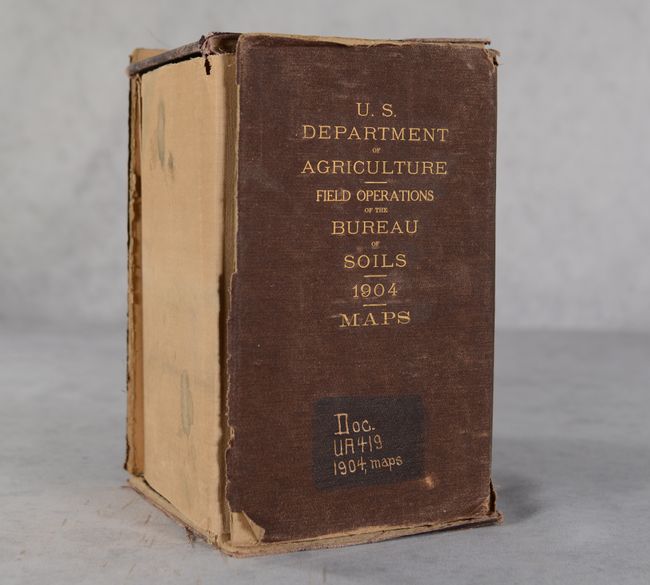 U. S.
DEPARTMENT
OF
AGRICULTURE
FIELD OPERATIONS
OF THE
BUREAU
OF
SOILS
1904
MAPS
Doc.
UA419
1904, maps